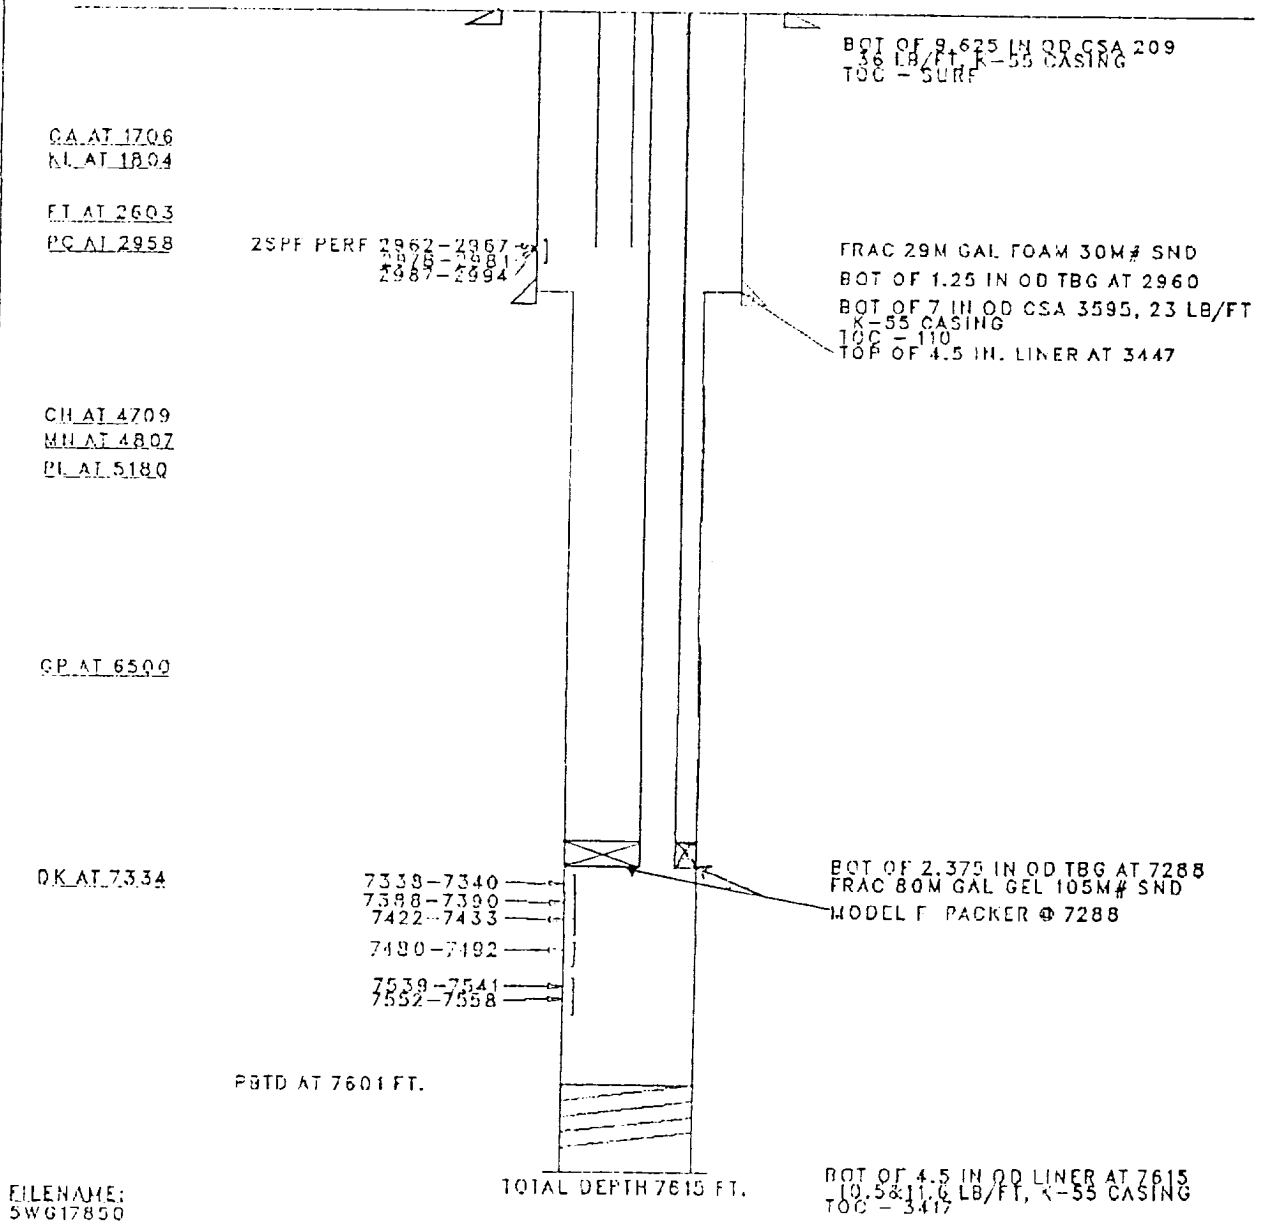 BOT OF 9.625 IN OD CSA 209
36 LB/FT, K-55 CASING
TOC - SURF
OA AT 1706
KL AT 1804
FT AT 2603
PC AT 2958
2SPF PERF 2962-2967
2978-2981
2987-2994
FRAC 29M GAL FOAM 30M# SND
BOT OF 1.25 IN OD TBG AT 2960
BOT OF 7 IN OD CSA 3595, 23 LB/FT
K-55 CASING
TOC - 110
TOP OF 4.5 IN. LINER AT 3447
CH AT 4709
MN AT 4807
PL AT 5180
GP AT 6500
DK AT 7334
7338-7340
7388-7390
7422-7433
7480-7492
7539-7541
7552-7558
BOT OF 2.375 IN OD TBG AT 7288
FRAC 80M GAL GEL 105M# SND
MODEL F PACKER @ 7288
PBTD AT 7601 FT.
TOTAL DEPTH 7615 FT.
BOT OF 4.5 IN OD LINER AT 7615
10.5&11.6 LB/FT, K-55 CASING
TOC -
FILENAME:
SWG17850